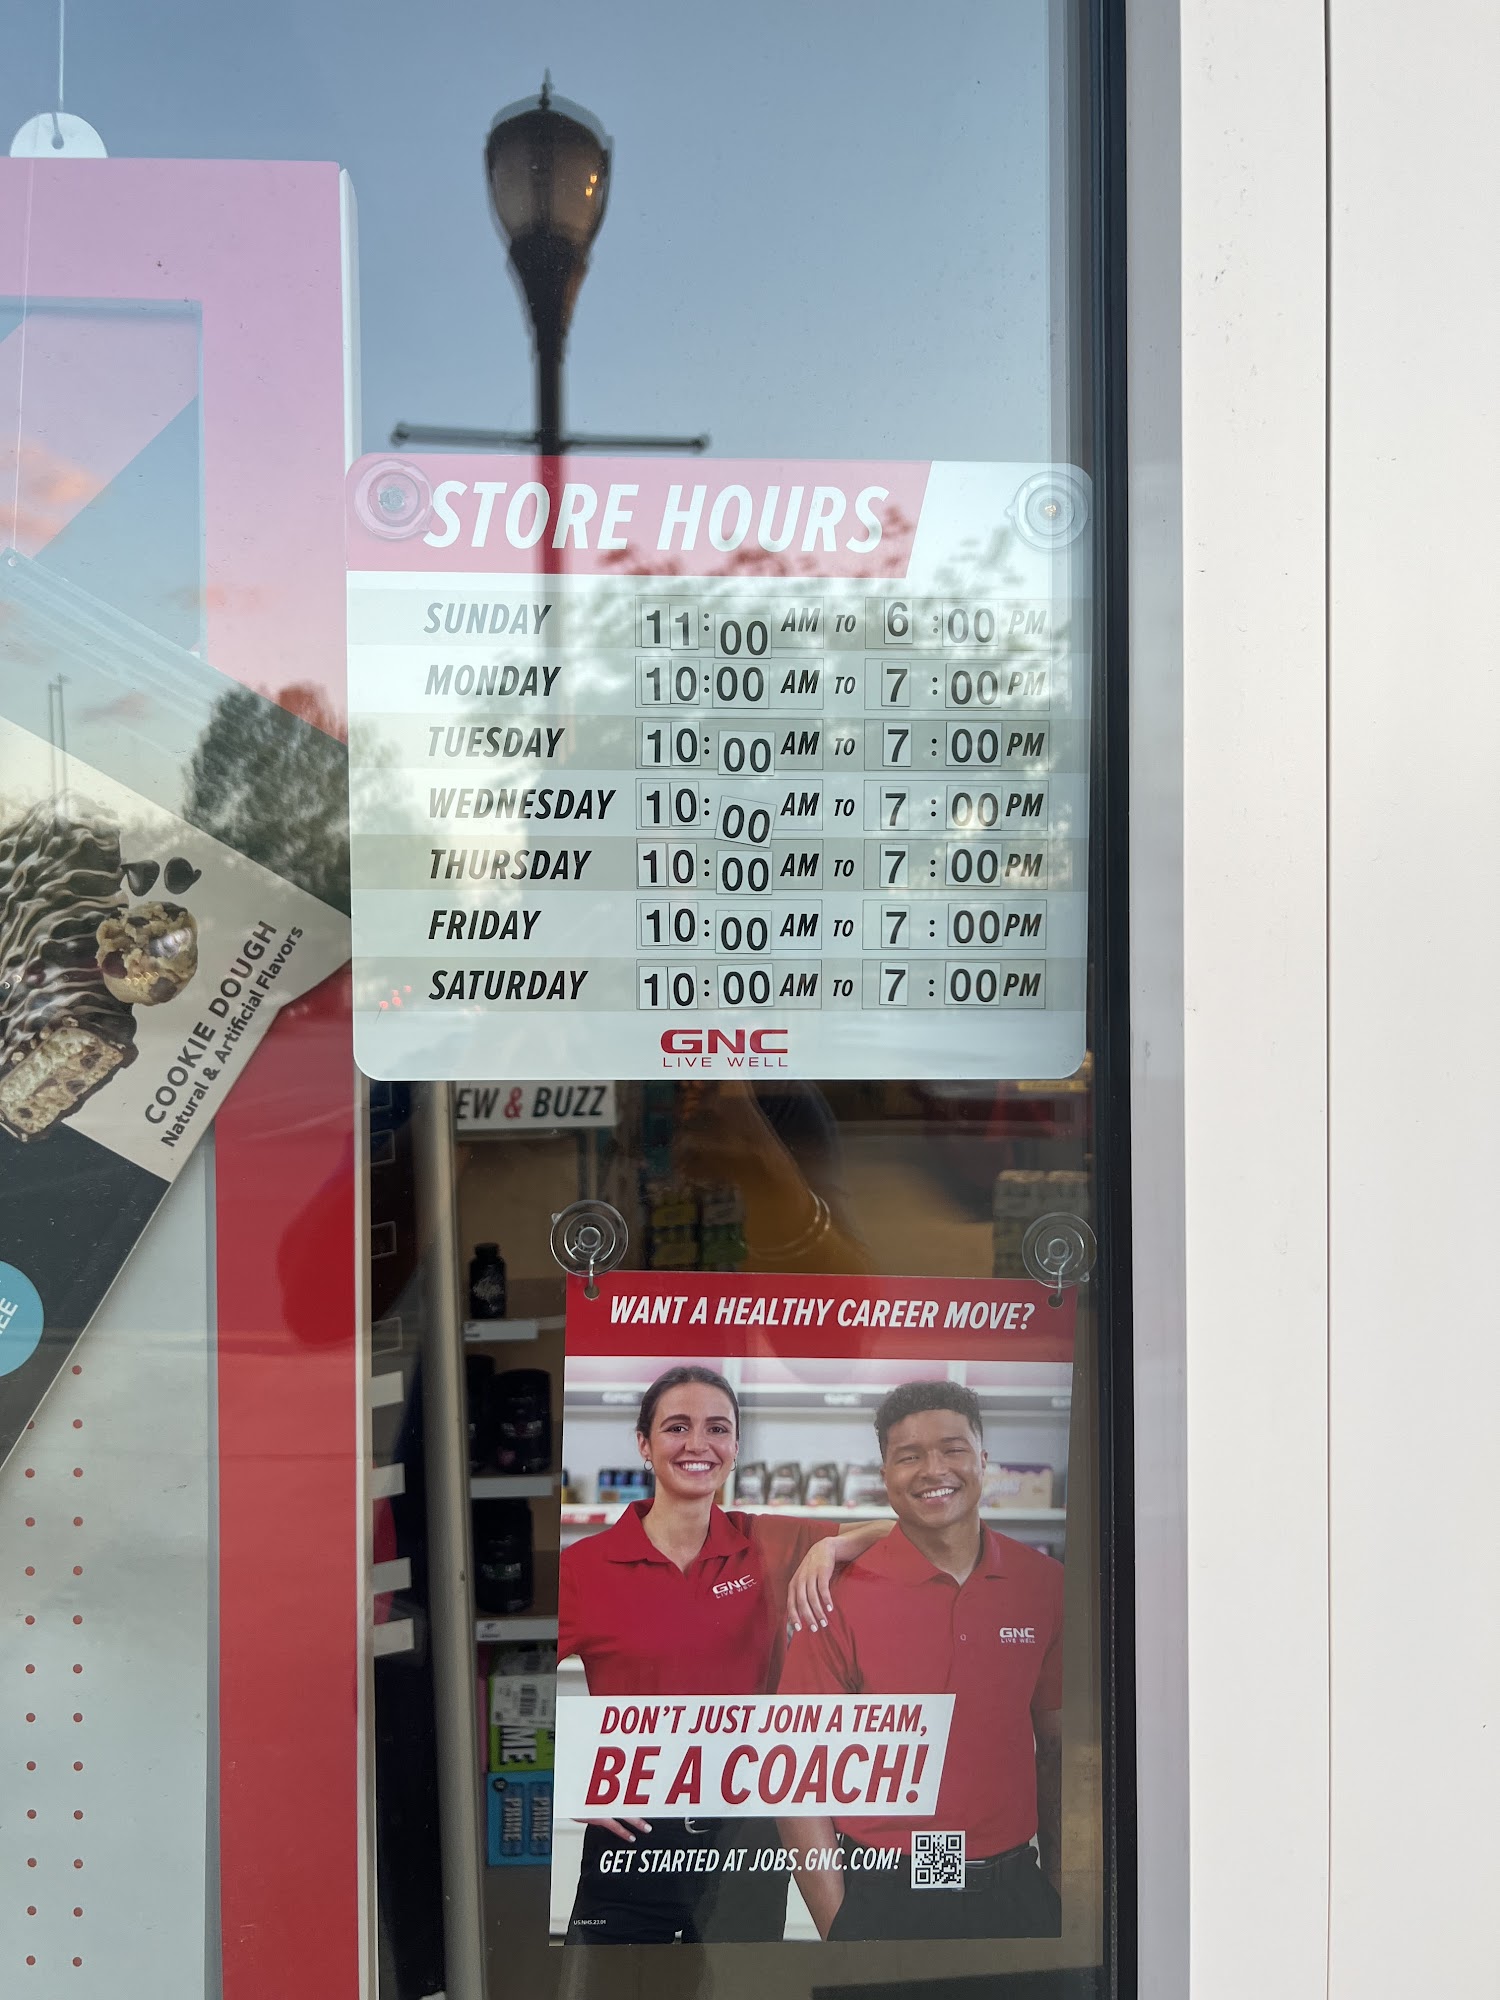 STORE HOURS
SUNDAY 11:00 AM TO 6:00 PM
MONDAY 10:00 AM TO 7:00 PM
TUESDAY 10:00 AM TO 7:00 PM
WEDNESDAY 10:00 AM TO 7:00 PM
THURSDAY 10:00 AM TO 7:00 PM
FRIDAY 10:00 AM TO 7:00 PM
SATURDAY 10:00 AM TO 7:00 PM
GNC
LIVE WELL
COOKIE DOUGH
Natural & Artificial Flavors
EW & BUZZ
WANT A HEALTHY CAREER MOVE?
GNC
LIVE WELL
GNC
LIVE WELL
DON'T JUST JOIN A TEAM,
BE A COACH!
GET STARTED AT JOBS.GNC.COM!
ME
PRIME PRIME